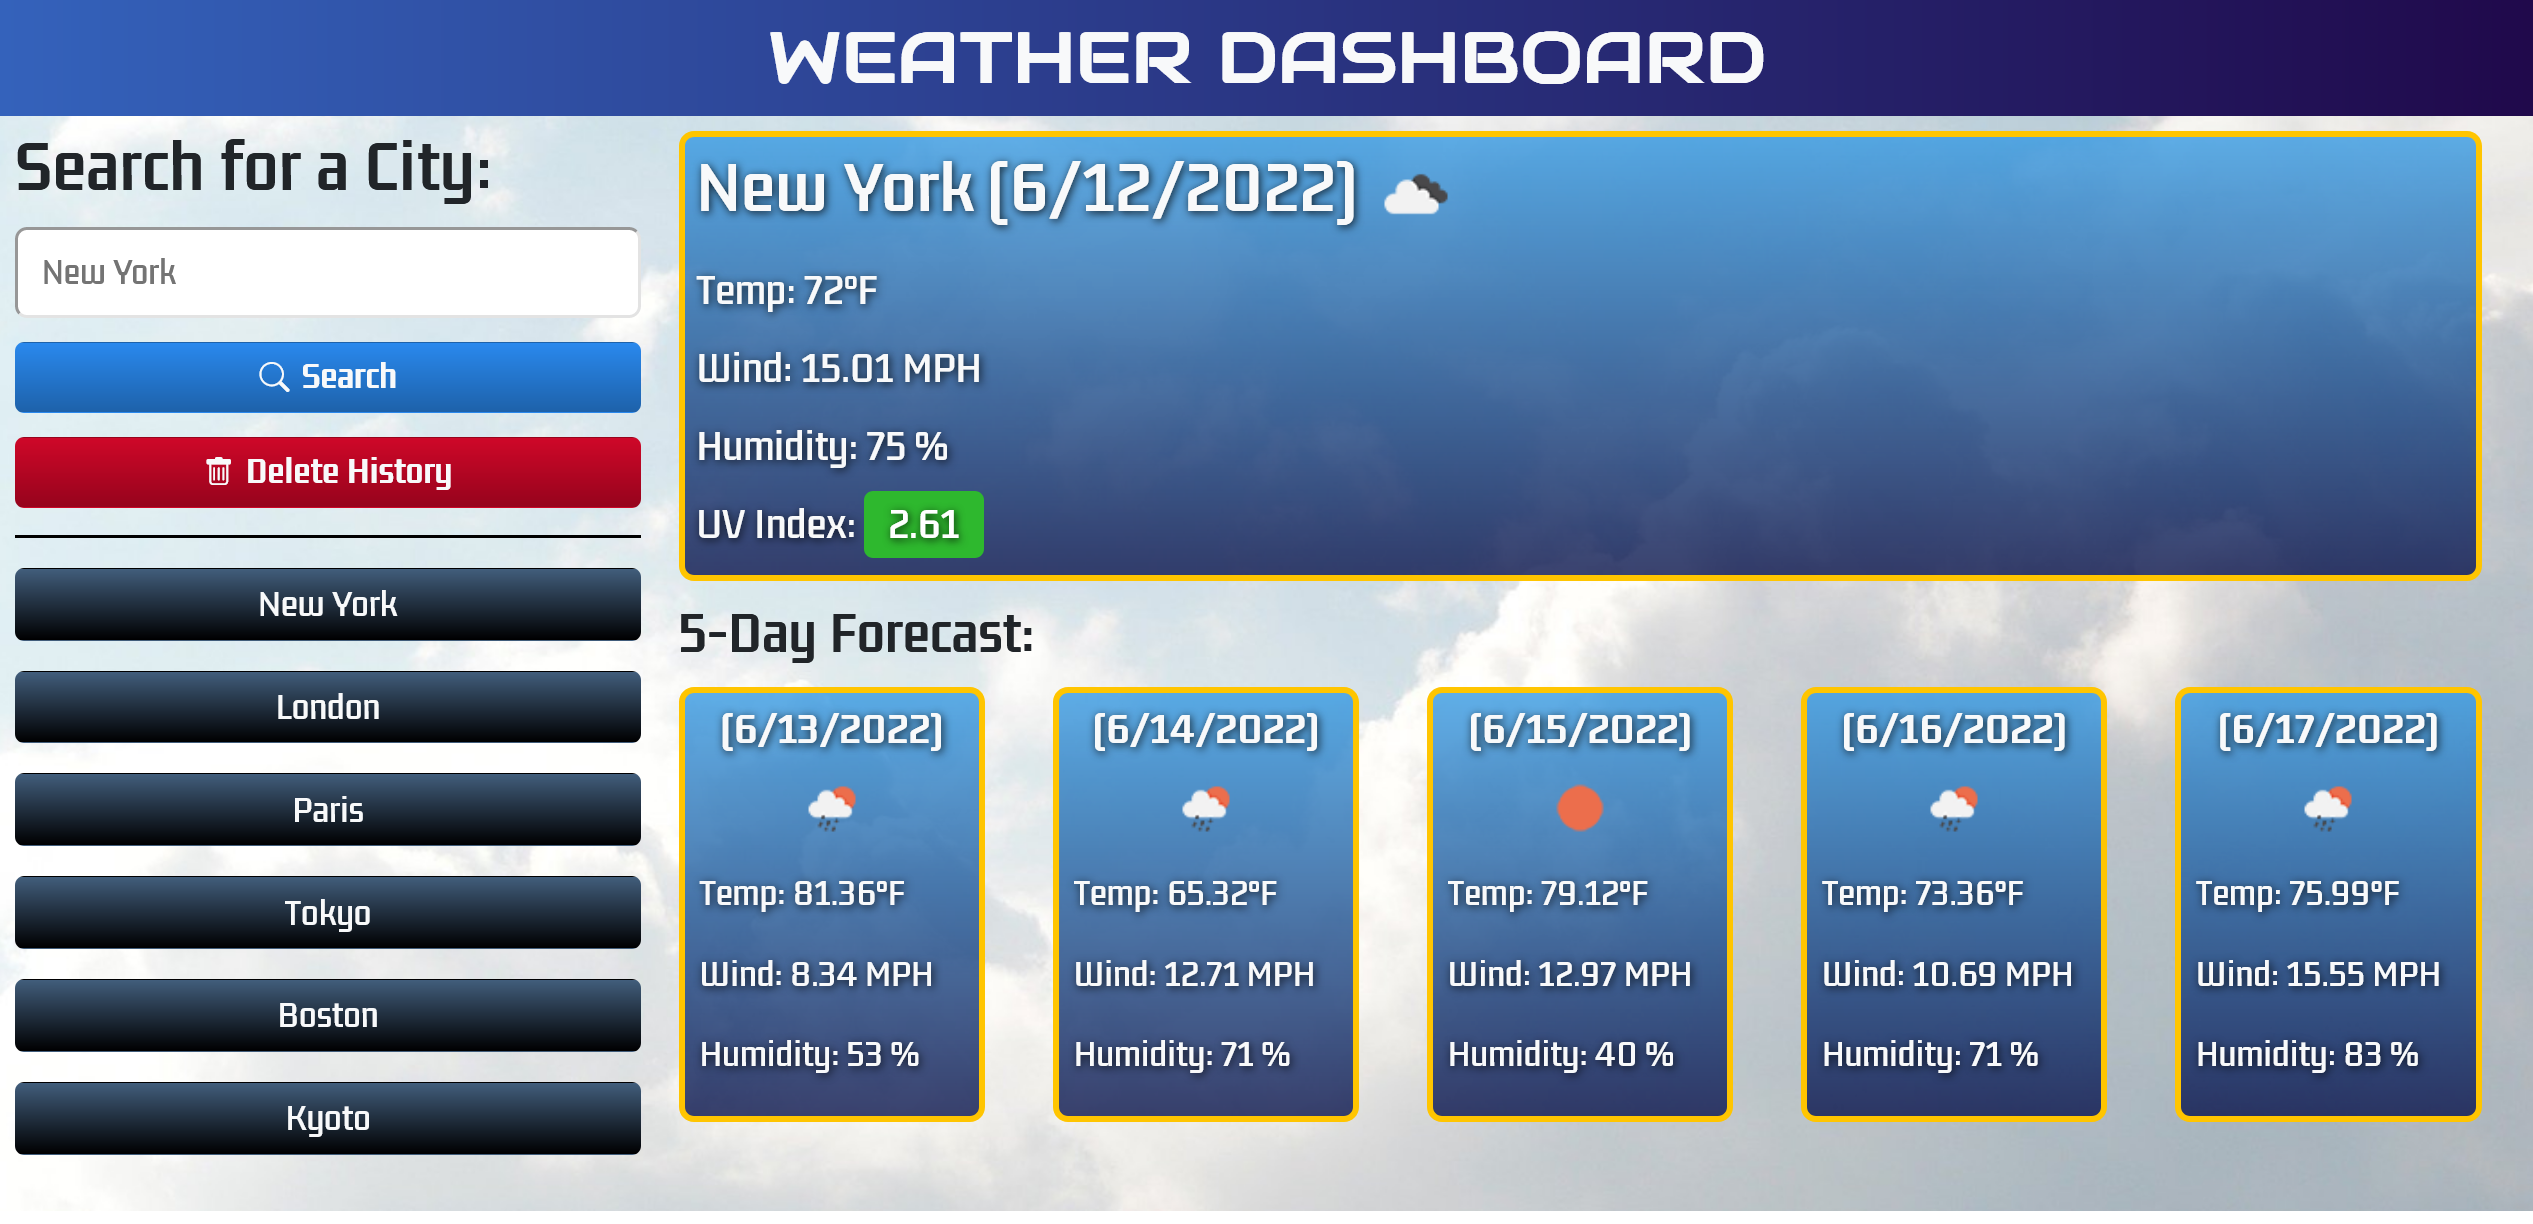 WEATHER DASHBOARD
Search for a City:
New York
Search
Delete History
New York
London
Paris
Tokyo
Boston
Kyoto
New York (6/12/2022)
Temp: 72°F
Wind: 15.01 MPH
Humidity: 75 %
UV Index: 2.61
5-Day Forecast:
(6/13/2022)
Temp: 81.36°F
Wind: 8.34 MPH
Humidity: 53 %
(6/14/2022)
Temp: 65.32°F
Wind: 12.71 MPH
Humidity: 71 %
(6/15/2022)
Temp: 79.12°F
Wind: 12.97 MPH
Humidity: 40 %
(6/16/2022)
Temp: 73.36°F
Wind: 10.69 MPH
Humidity: 71 %
(6/17/2022)
Temp: 75.99°F
Wind: 15.55 MPH
Humidity: 83 %